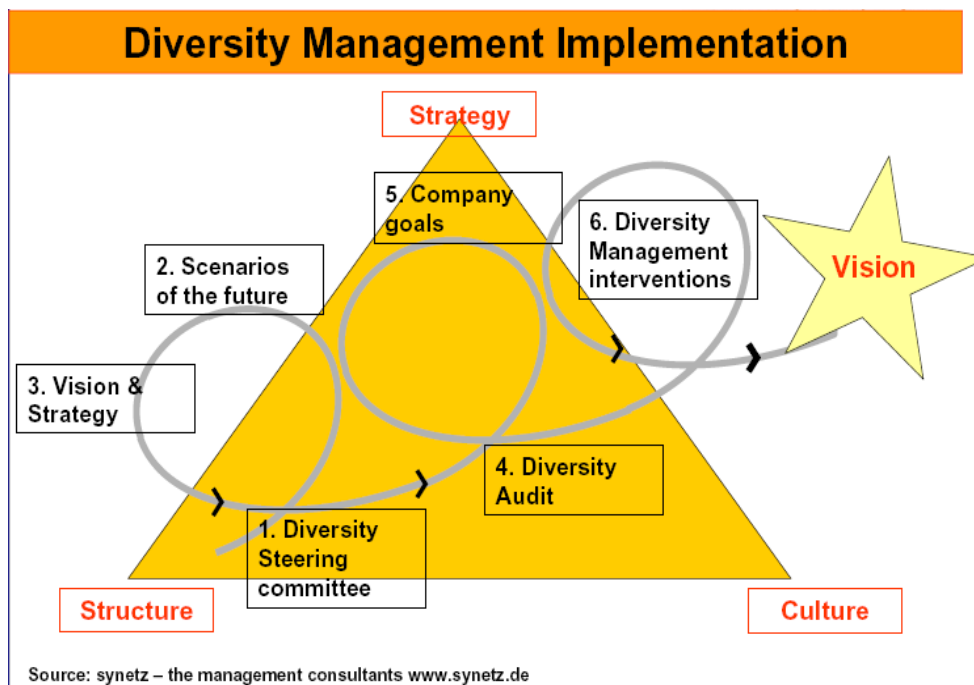 Diversity Management Implementation
Strategy
5. Company
goals
6. Diversity
Management
interventions
Vision
2. Scenarios
of the future
3. Vision &
Strategy
4. Diversity
Audit
1. Diversity
Steering
committee
Structure
Culture
Source: synetz – the management consultants www.synetz.de